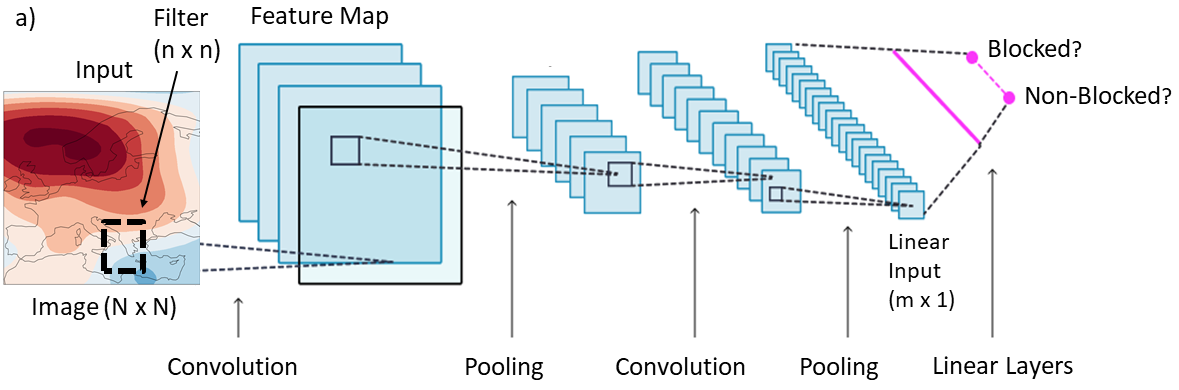 a)
Filter
(n x n)
Feature Map
Input
Blocked?
Non-Blocked?
Linear
Input
(m x 1)
Image (N x N)
Convolution
Pooling
Convolution
Pooling
Linear Layers